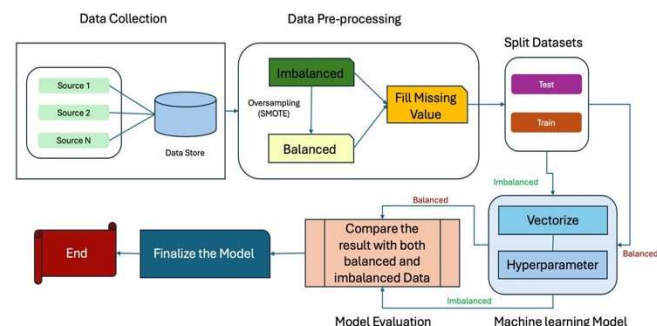 Data Collection
Data Pre-processing
Split Datasets
Source 1
Source 2
Source N
Data Store
Imbalanced
Oversampling
(SMOTE)
Balanced
Fill Missing
Value
Test
Train
Imbalanced
Balanced
Vectorize
Hyperparameter
Balanced
Compare the
result with both
balanced and
imbalanced Data
Finalize the Model
End
Imbalanced
Model Evaluation
Machine learning Model